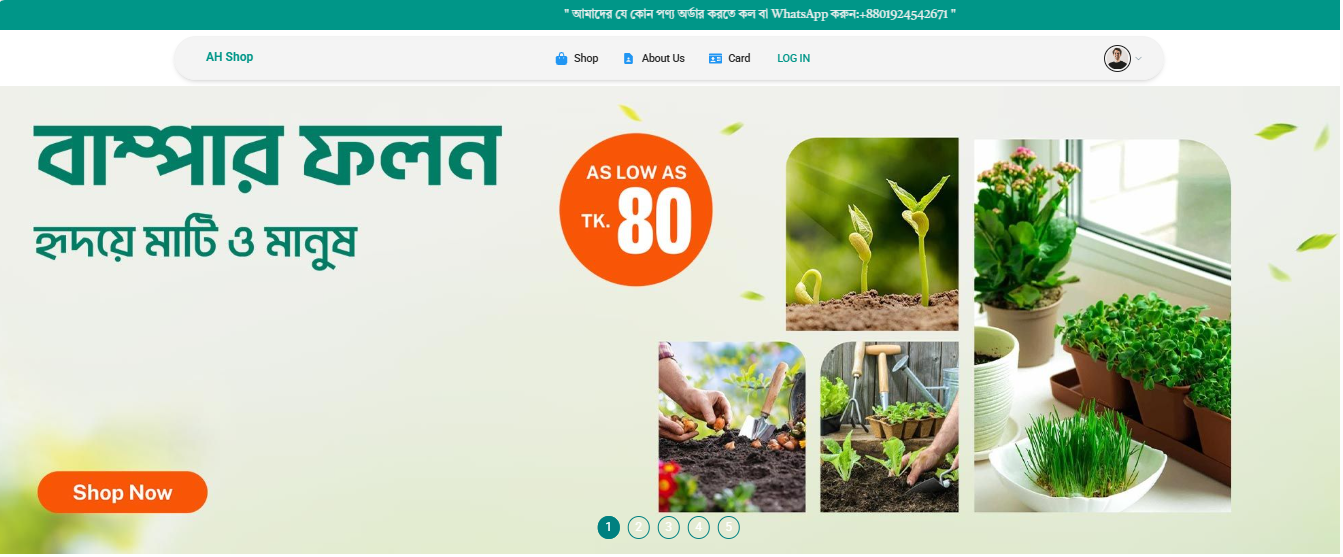 " আমাদের যে কোন পণ্য অর্ডার করতে কল বা WhatsApp করুন:+8801924542671 "
AH Shop
Shop
About Us
Card
LOG IN
বাম্পার ফলন
হৃদয়ে মাটি ও মানুষ
AS LOW AS
TK. 80
Shop Now
1 2 3 4 5